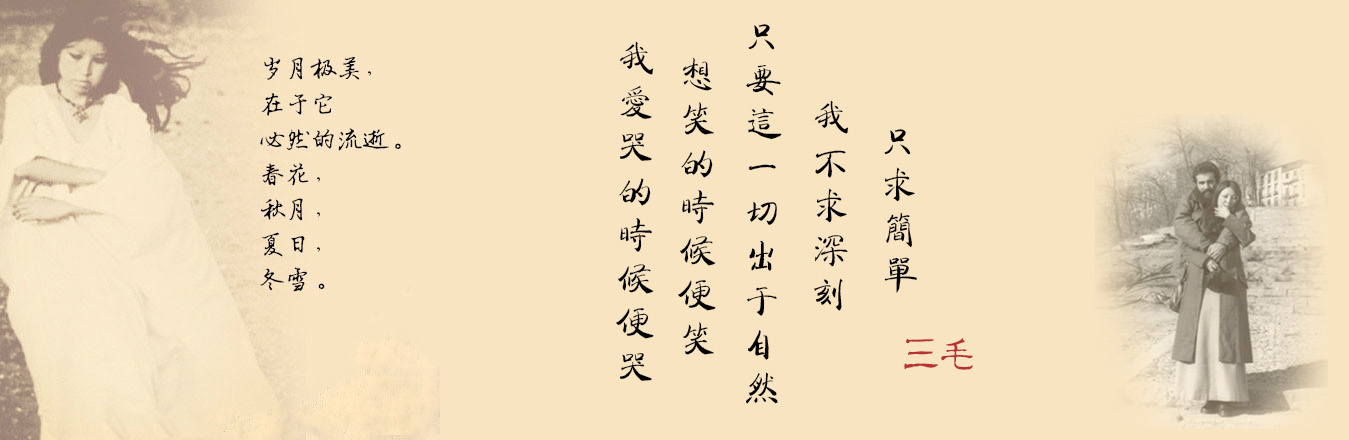 岁月极美，
在于它
必然的流逝。
春花，
秋月，
夏日，
冬雪。
我愛哭的時候便哭
想笑的時候便笑
只要這一切出于自然
我不求深刻
只求簡單
三毛